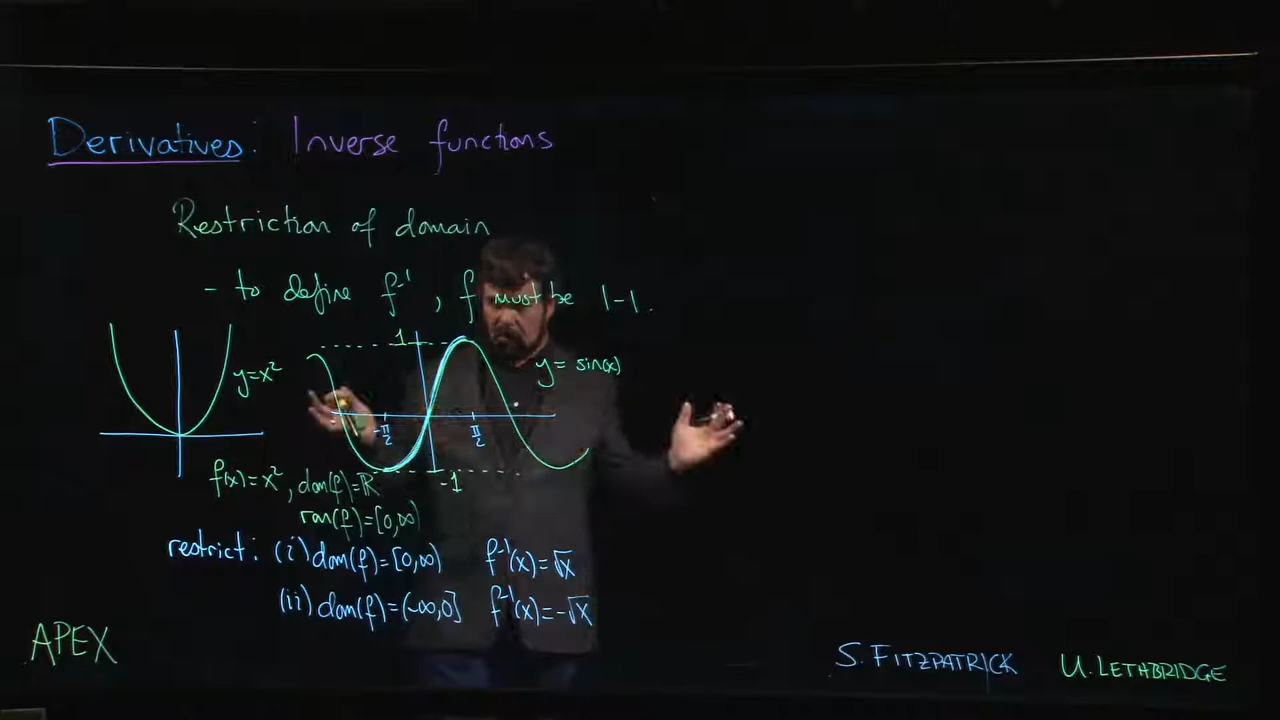 Derivatives: Inverse functions
Restriction of domain
- to define f⁻¹, f must be 1-1.
1
y=x²
y = sin(x)
-π/2
π/2
-1
f(x)=x², dom(f)=ℝ
ran(f)=[0,∞)
restrict: (i) dom(f)=[0,∞) f⁻¹(x)=√x
(ii) dom(f)=(-∞,0] f⁻¹(x)=-√x
APEX
S. FITZPATRICK U. LETHBRIDGE